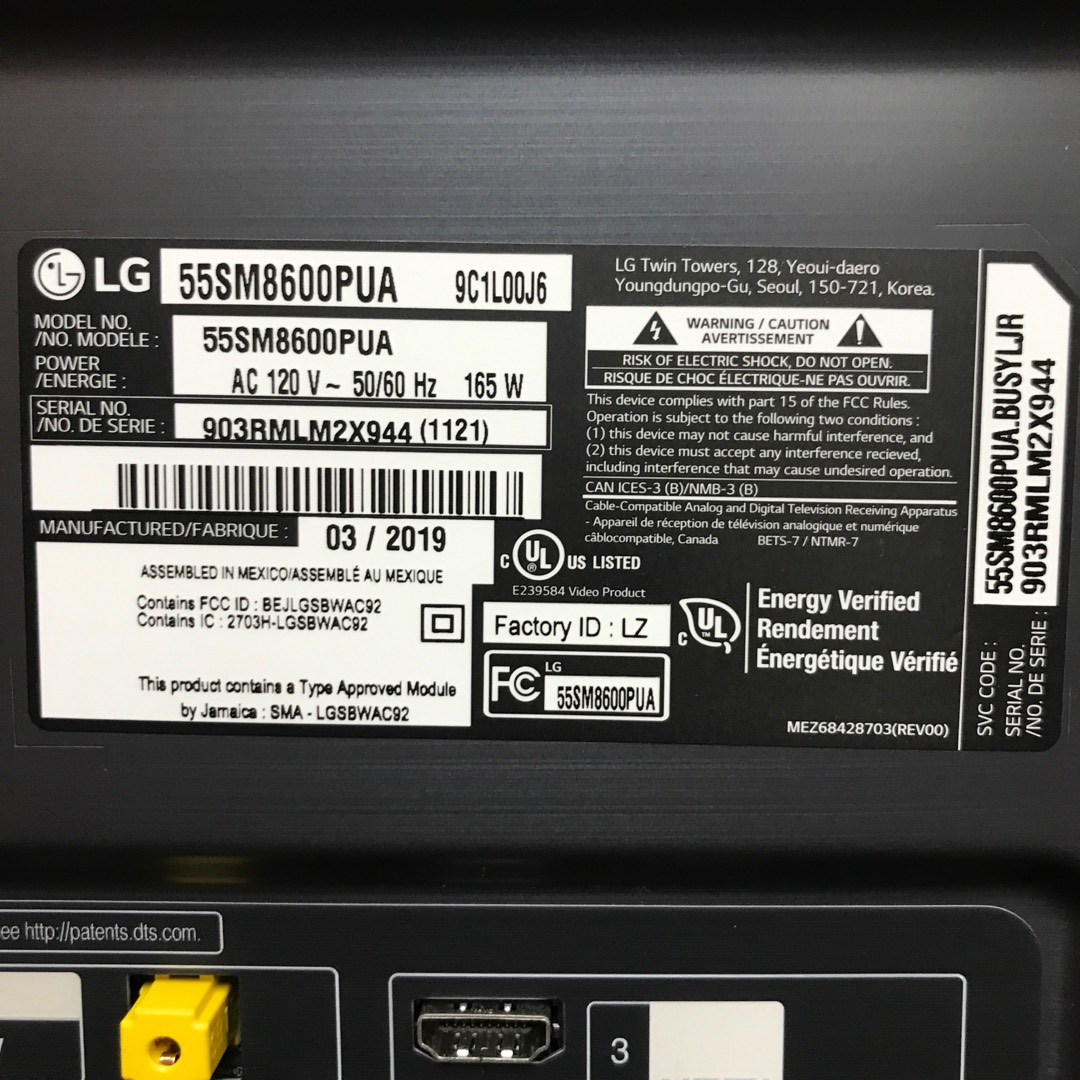 LG 55SM8600PUA 9C1L00J6
MODEL NO.
/NO. MODÈLE : 55SM8600PUA
POWER
/ENERGIE : AC 120 V~ 50/60 Hz 165 W
SERIAL NO.
/NO. DE SERIE : 903RMLM2X944 (1121)
MANUFACTURED/FABRIQUE : 03 / 2019
ASSEMBLED IN MEXICO/ASSEMBLÉ AU MEXIQUE
Contains FCC ID : BEJLGSBWAC92
Contains IC : 2703H-LGSBWAC92
This product contains a Type Approved Module
by Jamaica : SMA - LGSBWAC92
LG Twin Towers, 128, Yeoui-daero
Youngdungpo-Gu, Seoul, 150-721, Korea.
WARNING / CAUTION
AVERTISSEMENT
RISK OF ELECTRIC SHOCK, DO NOT OPEN.
RISQUE DE CHOC ÉLECTRIQUE-NE PAS OUVRIR.
This device complies with part 15 of the FCC Rules.
Operation is subject to the following two conditions :
(1) this device may not cause harmful interference, and
(2) this device must accept any interference recieved,
including interference that may cause undesired operation.
CAN ICES-3 (B)/NMB-3 (B)
Cable-Compatible Analog and Digital Television Receiving Apparatus
- Appareil de réception de télévision analogique et numérique
câblocompatible, Canada BETS-7 / NTMR-7
C UL ® US LISTED
E239584 Video Product
Factory ID : LZ
FC LG
55SM8600PUA
C UL ™
Energy Verified
Rendement
Énergétique Vérifié
MEZ68428703(REV00)
SVC CODE : 55SM8600PUA.BUSYLJR
SERIAL NO.
/NO. DE SERIE : 903RMLM2X944
ee http://patents.dts.com.
3